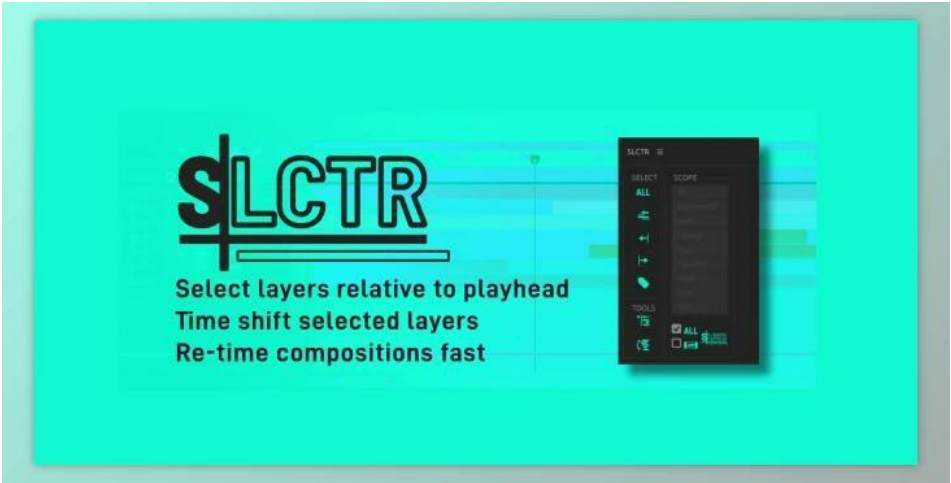 SLCTR
Select layers relative to playhead
Time shift selected layers
Re-time compositions fast
SLCTR
SELECT SCOPE
ALL
TOOLS
ALL